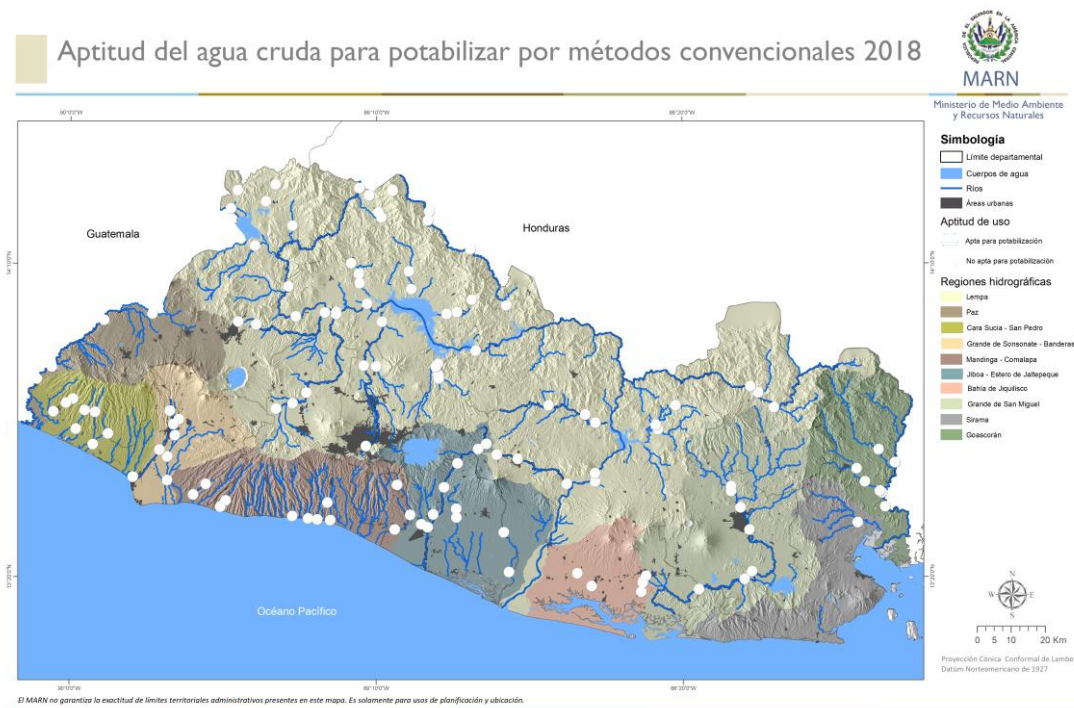 Aptitud del agua cruda para potabilizar por métodos convencionales 2018
MARN
Ministerio de Medio Ambiente
y Recursos Naturales
Simbología
Límite departamental
Cuerpos de agua
Ríos
Áreas urbanas
Aptitud de uso
Apta para potabilización
No apta para potabilización
Regiones hidrográficas
Lempa
Paz
Cara Sucia - San Pedro
Grande de Sonsonate - Banderas
Mandinga - Comalapa
Jiboa - Estero de Jaltepeque
Bahía de Jiquilisco
Grande de San Miguel
Sirama
Goascorán
Guatemala
Honduras
Océano Pacífico
N
W
E
S
0 5 10 20 Km
Proyección Cónica Conformal de Lambe
Datúm Norteamericano de 1927
El MARN no garantiza la exactitud de límites territoriales administrativos presentes en este mapa. Es solamente para usos de planificación y ubicación.